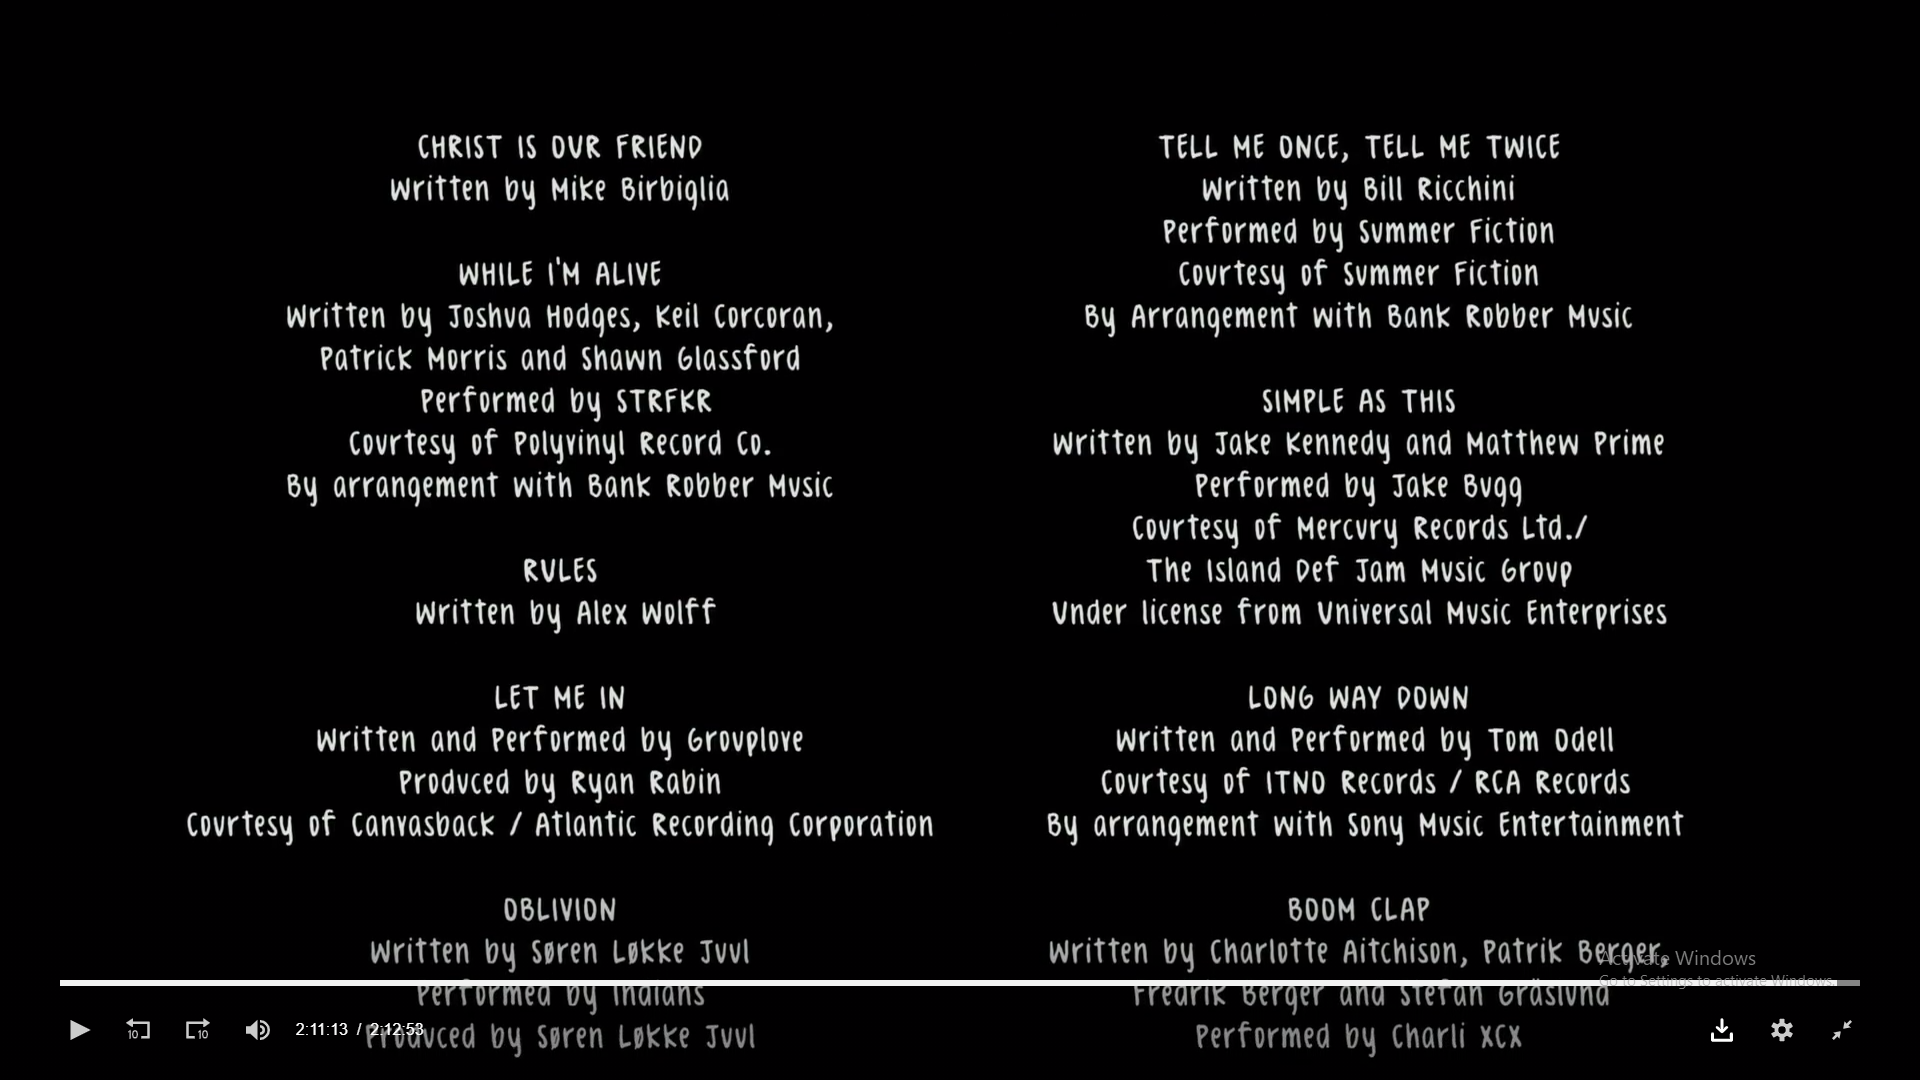 CHRIST IS OUR FRIEND
Written by Mike Birbiglia
WHILE I'M ALIVE
Written by Joshua Hodges, Keil Corcoran,
Patrick Morris and Shawn Glassford
Performed by STRFKR
Courtesy of Polyvinyl Record Co.
By arrangement with Bank Robber Music
RULES
Written by Alex Wolff
LET ME IN
Written and Performed by Grouplove
Produced by Ryan Rabin
Courtesy of Canvasback / Atlantic Recording Corporation
OBLIVION
Written by Søren Løkke Juul
Performed by Indians
Produced by Søren Løkke Juul
TELL ME ONCE, TELL ME TWICE
Written by Bill Ricchini
Performed by Summer Fiction
Courtesy of Summer Fiction
By Arrangement with Bank Robber Music
SIMPLE AS THIS
Written by Jake Kennedy and Matthew Prime
Performed by Jake Bugg
Courtesy of Mercury Records Ltd./
The Island Def Jam Music Group
Under license from Universal Music Enterprises
LONG WAY DOWN
Written and Performed by Tom Odell
Courtesy of ITNO Records / RCA Records
By arrangement with Sony Music Entertainment
BOOM CLAP
Written by Charlotte Aitchison, Patrik Berger,
Fredrik Berger and Stefan Gräslund
Performed by Charli XCX
Activate Windows
Go to Settings to activate Windows.
10
10
2:11:13 / 2:12:53